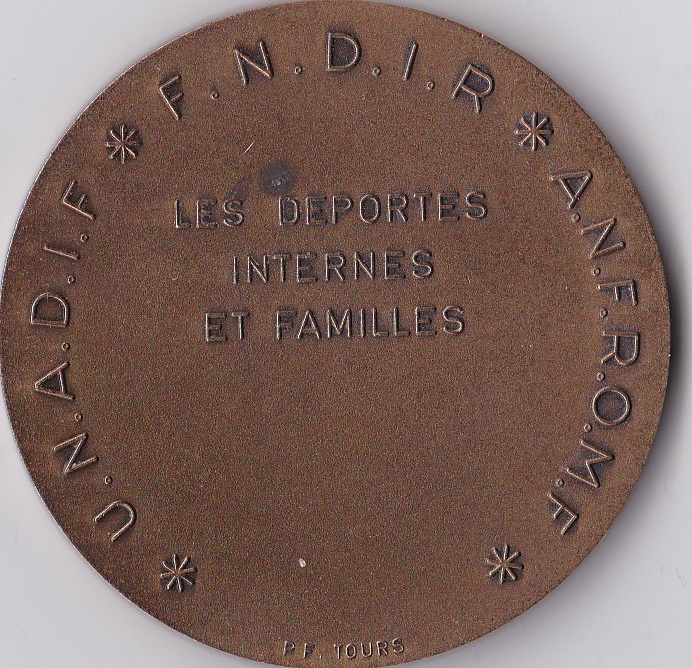 U.N.A.D.I.F * F.N.D.I.R * A.N.F.R.O.M.F
LES DEPORTES
INTERNES
ET FAMILLES
* *
P F. TOURS